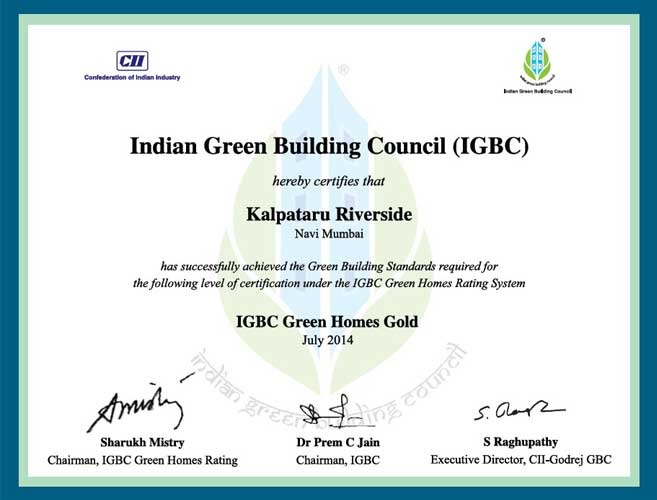 CII
Confederation of Indian Industry
Indian Green Building Council
Indian Green Building Council (IGBC)
hereby certifies that
Kalpataru Riverside
Navi Mumbai
has successfully achieved the Green Building Standards required for
the following level of certification under the IGBC Green Homes Rating System
IGBC Green Homes Gold
July 2014
indian green building council
Sharukh Mistry
Chairman, IGBC Green Homes Rating
Dr Prem C Jain
Chairman, IGBC
S Raghupathy
Executive Director, CII-Godrej GBC